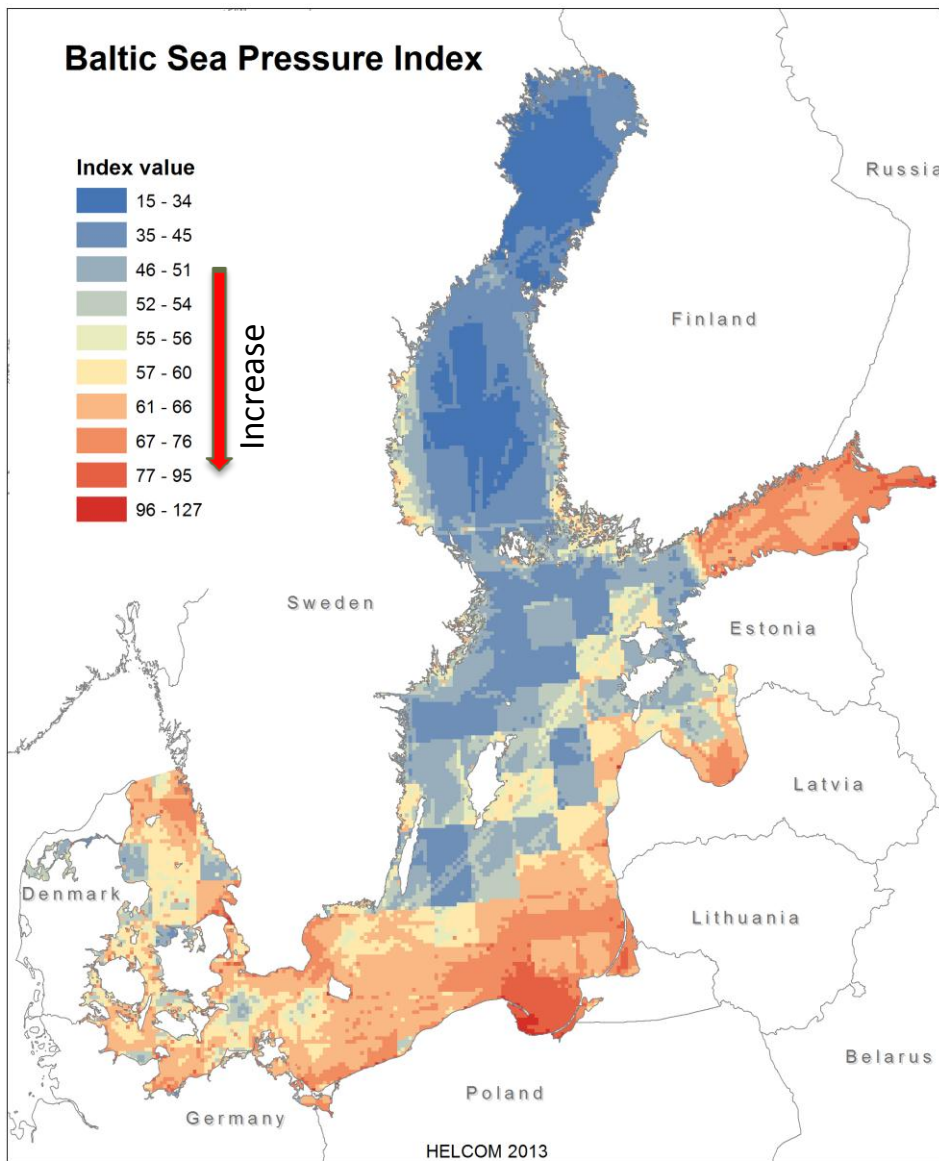 Baltic Sea Pressure Index
Index value
15 - 34
35 - 45
46 - 51
52 - 54
55 - 56
57 - 60
61 - 66
67 - 76
77 - 95
96 - 127
Increase
Russia
Finland
Sweden
Estonia
Latvia
Denmark
Lithuania
Belarus
Poland
Germany
HELCOM 2013